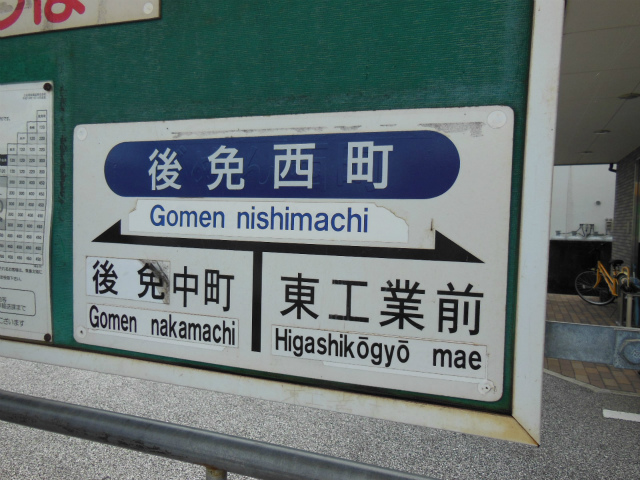 後免西町
Gomen nishimachi
後免中町
Gomen nakamachi
東工業前
Higashikōgyō mae